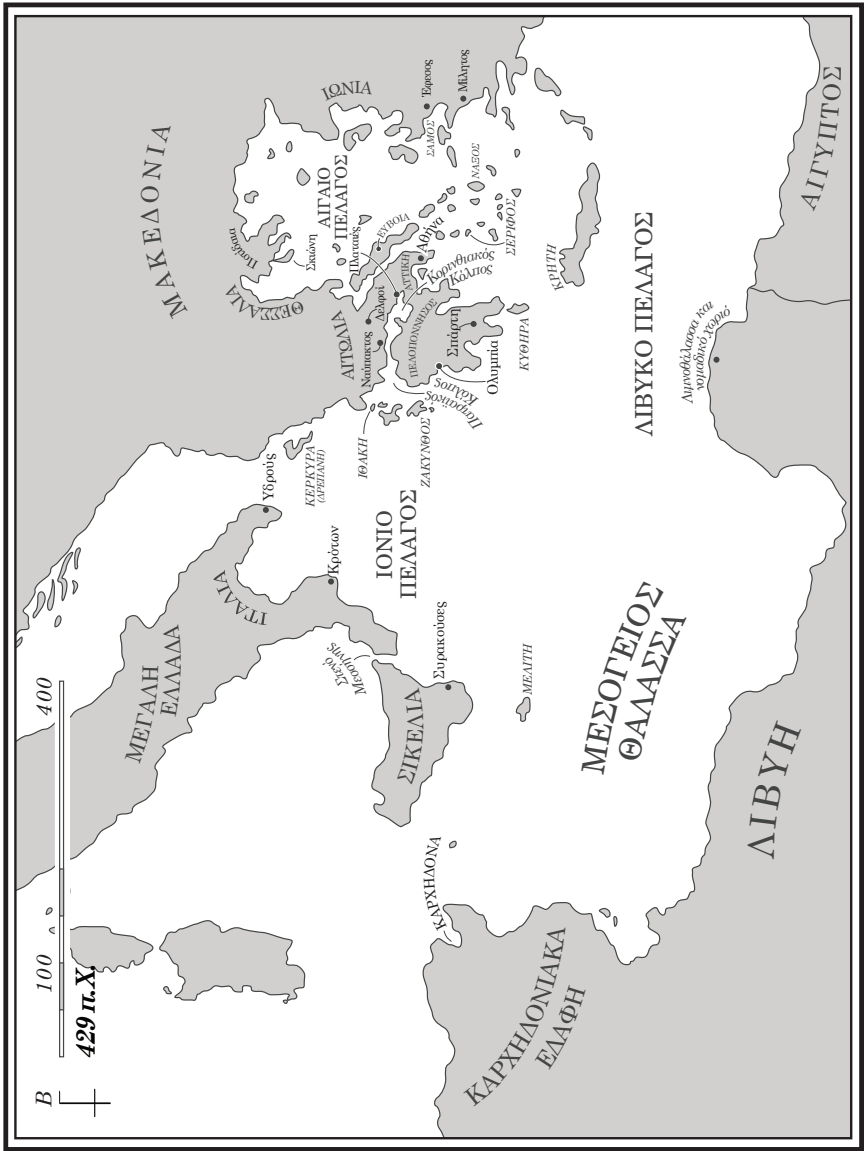 Β
100
400
429 π.Χ.
ΜΕΓΑΛΗ
ΕΛΛΑΔΑ
ΙΤΑΛΙΑ
Υδρούς
Κρότων
ΜΑΚΕΔΟΝΙΑ
ΘΕΣΣΑΛΙΑ
Ποτίδαια
Σκιώνη
ΑΙΓΑΙΟ
ΠΕΛΑΓΟΣ
ΙΩΝΙΑ
Έφεσος
Μίλητος
ΣΑΜΟΣ
ΝΑΞΟΣ
ΣΕΡΙΦΟΣ
ΕΥΒΟΙΑ
Πλαταιές
ΑΤΤΙΚΗ
Αθήνα
Κορινθιακός
Κόλπος
ΑΙΤΩΛΙΑ
Δελφοί
Ναύπακτος
ΠΕΛΟΠΟΝΝΗΣΟΣ
Σπάρτη
Ολυμπία
Πατραϊκός
Κόλπος
ΚΕΡΚΥΡΑ
(ΔΡΕΠΑΝΗ)
ΙΘΑΚΗ
ΖΑΚΥΝΘΟΣ
ΚΥΘΗΡΑ
ΚΡΗΤΗ
ΙΟΝΙΟ
ΠΕΛΑΓΟΣ
Στενό
Μεσσήνης
ΣΙΚΕΛΙΑ
Συρακούσες
ΜΕΛΙΤΗ
ΚΑΡΧΗΔΟΝΑ
ΚΑΡΧΗΔΟΝΙΑΚΑ
ΕΔΑΦΗ
ΜΕΣΟΓΕΙΟΣ
ΘΑΛΑΣΣΑ
ΛΙΒΥΚΟ ΠΕΛΑΓΟΣ
Λιμνοθάλασσα και
νομαδικό χωριό
ΛΙΒΥΗ
ΑΙΓΥΠΤΟΣ